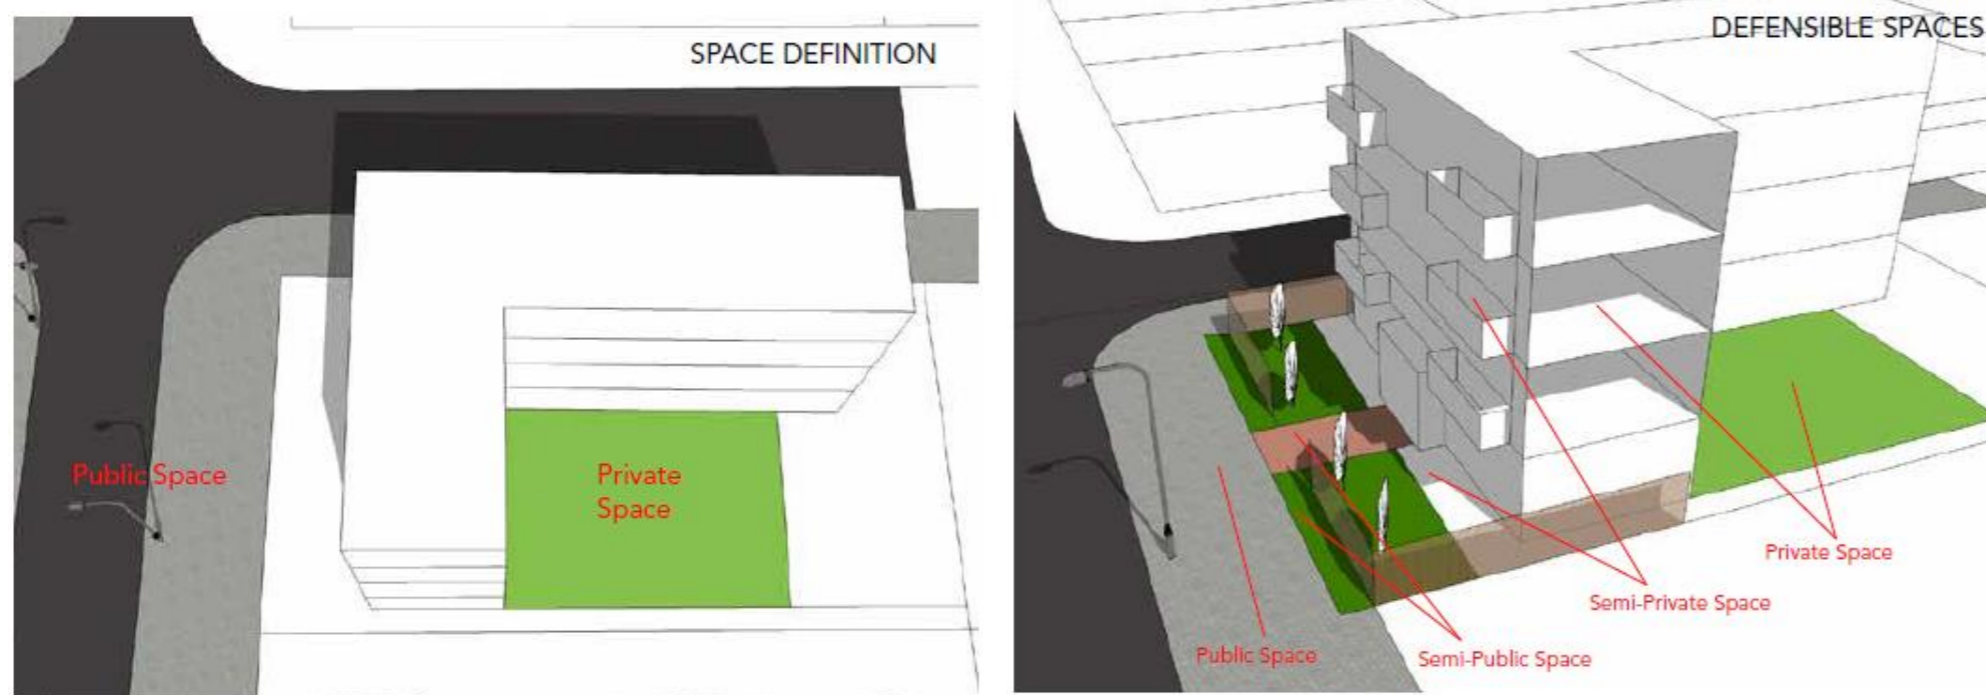 SPACE DEFINITION
Public Space
Private
Space
DEFENSIBLE SPACES
Private Space
Semi-Private Space
Public Space
Semi-Public Space